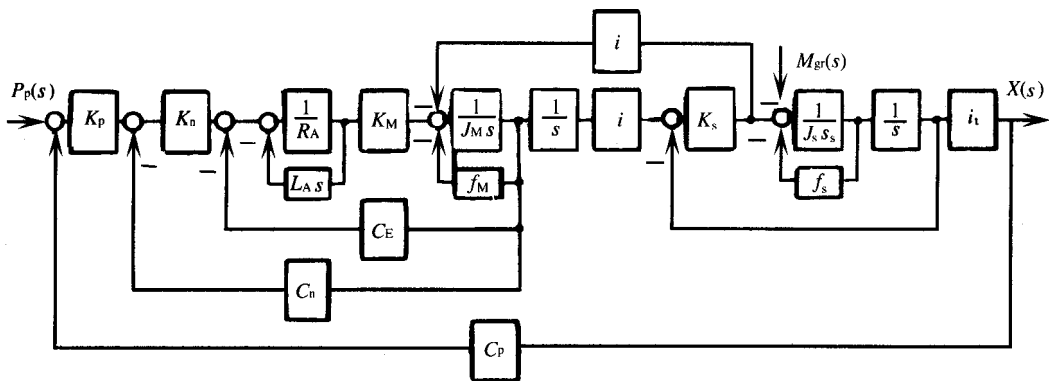 i
P_p(s)
M_gr(s)
X(s)
K_p
K_n
1/R_A
K_M
1/(J_M s)
1/s
i
K_s
1/(J_s s_s)
1/s
i_t
L_A s
f_M
f_s
C_E
C_n
C_p